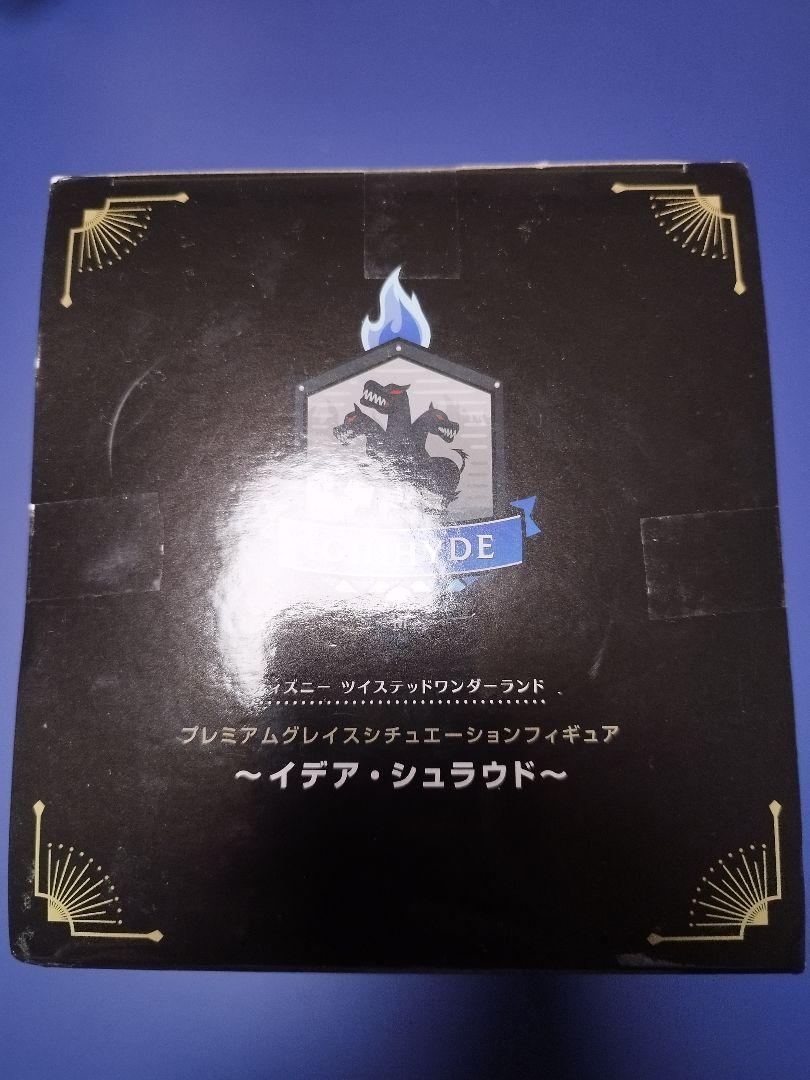 HYDE
ィズニー ツイステッドワンダーランド
プレミアムグレイスシチュエーションフィギュア
～イデア・シュラウド～